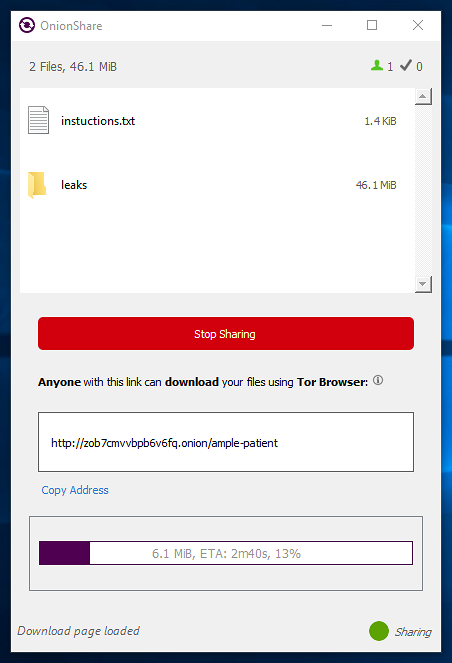 OnionShare
2 Files, 46.1 MiB 1 0
instuctions.txt 1.4 KiB
leaks 46.1 MiB
Stop Sharing
Anyone with this link can download your files using Tor Browser:
http://zob7cmvvbpb6v6fq.onion/ample-patient
Copy Address
6.1 MiB, ETA: 2m40s, 13%
Download page loaded Sharing